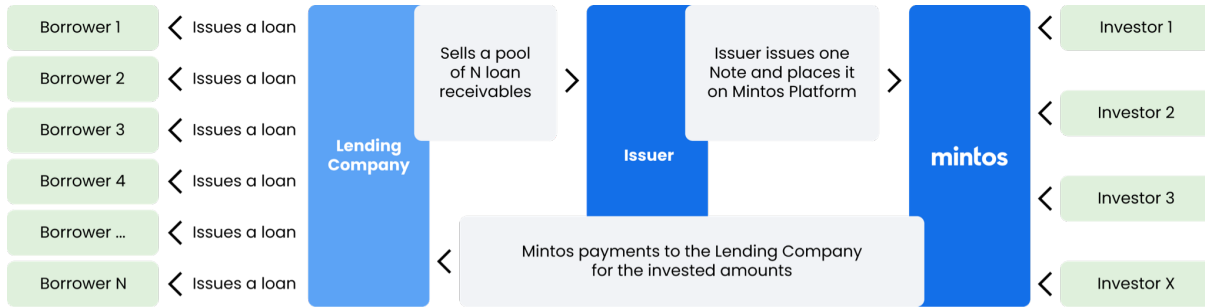 Borrower 1
Issues a loan
Borrower 2
Issues a loan
Borrower 3
Issues a loan
Borrower 4
Issues a loan
Borrower ...
Issues a loan
Borrower N
Issues a loan
Lending
Company
Sells a pool
of N loan
receivables
Issuer
Issuer issues one
Note and places it
on Mintos Platform
mintos
Mintos payments to the Lending Company
for the invested amounts
Investor 1
Investor 2
Investor 3
Investor X